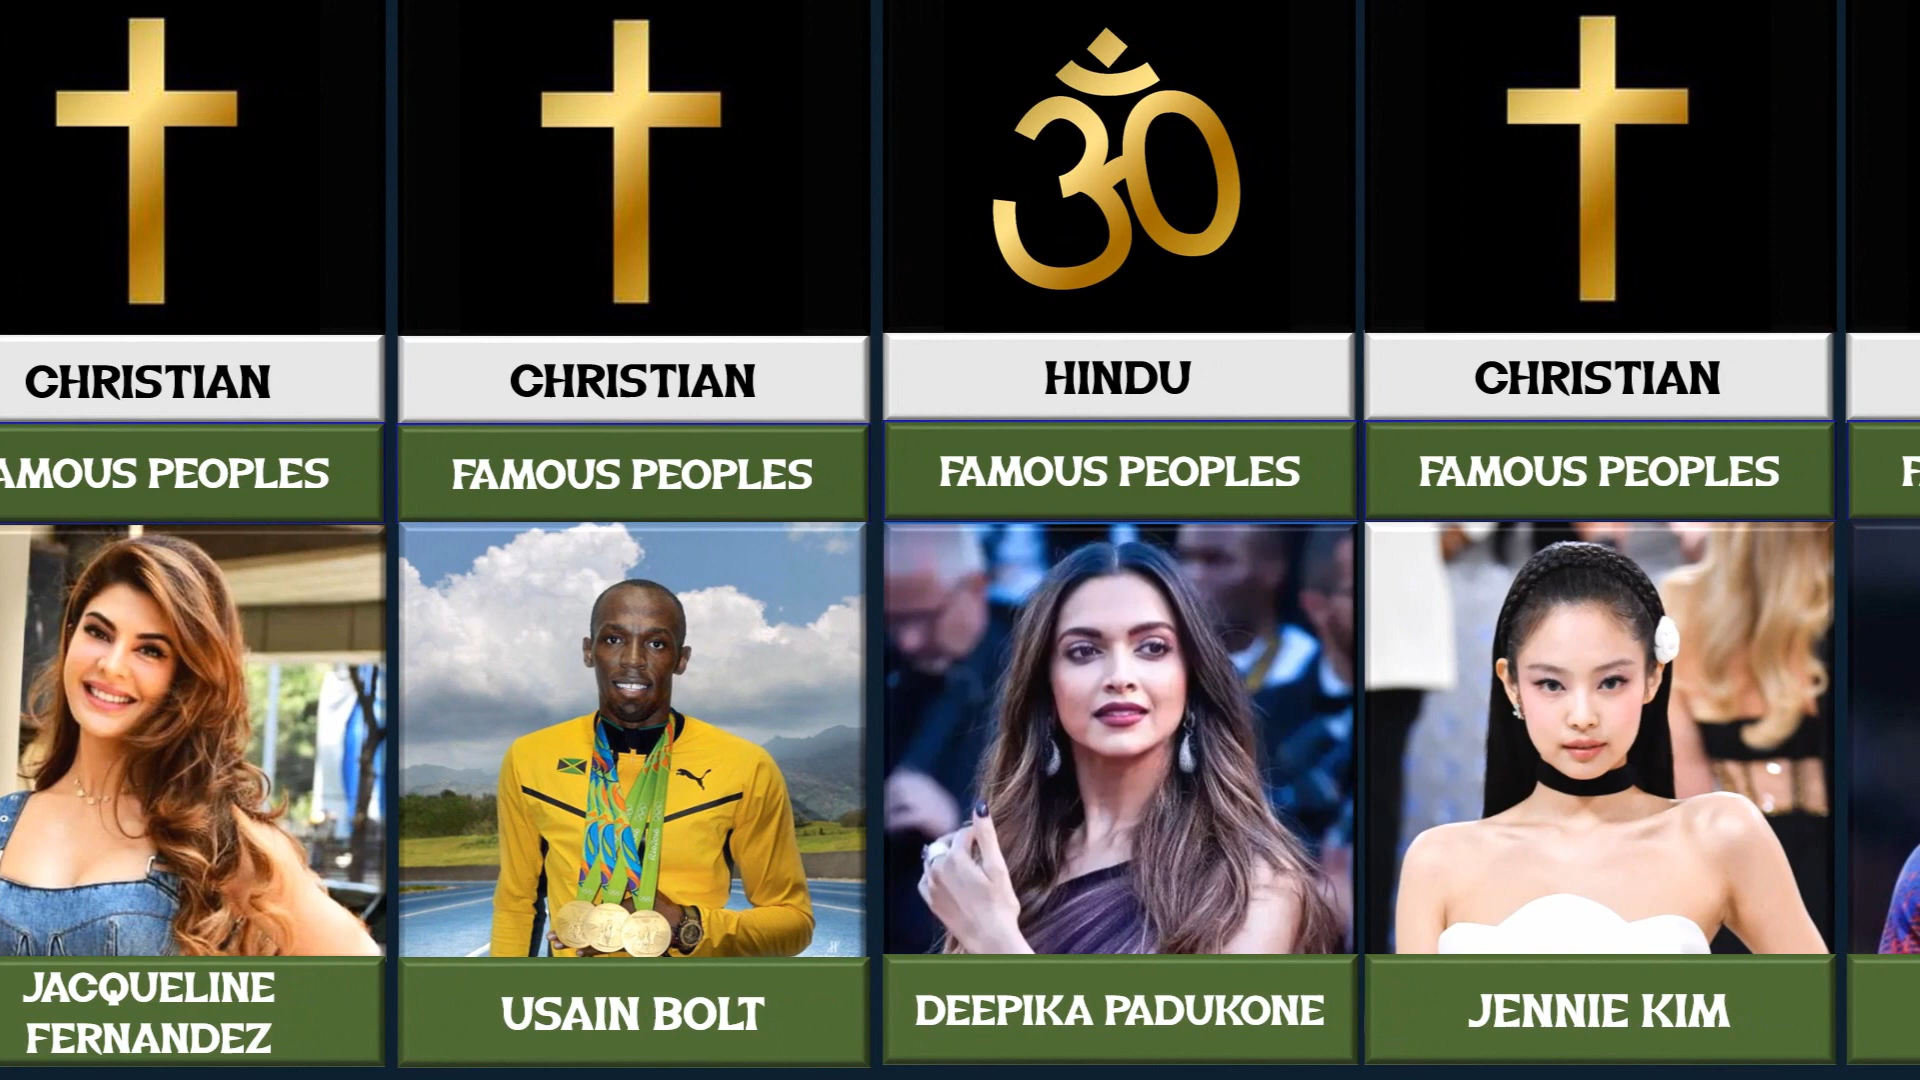 CHRISTIAN
CHRISTIAN
HINDU
CHRISTIAN
AMOUS PEOPLES
FAMOUS PEOPLES
FAMOUS PEOPLES
FAMOUS PEOPLES
F
JACQUELINE
FERNANDEZ
USAIN BOLT
DEEPIKA PADUKONE
JENNIE KIM